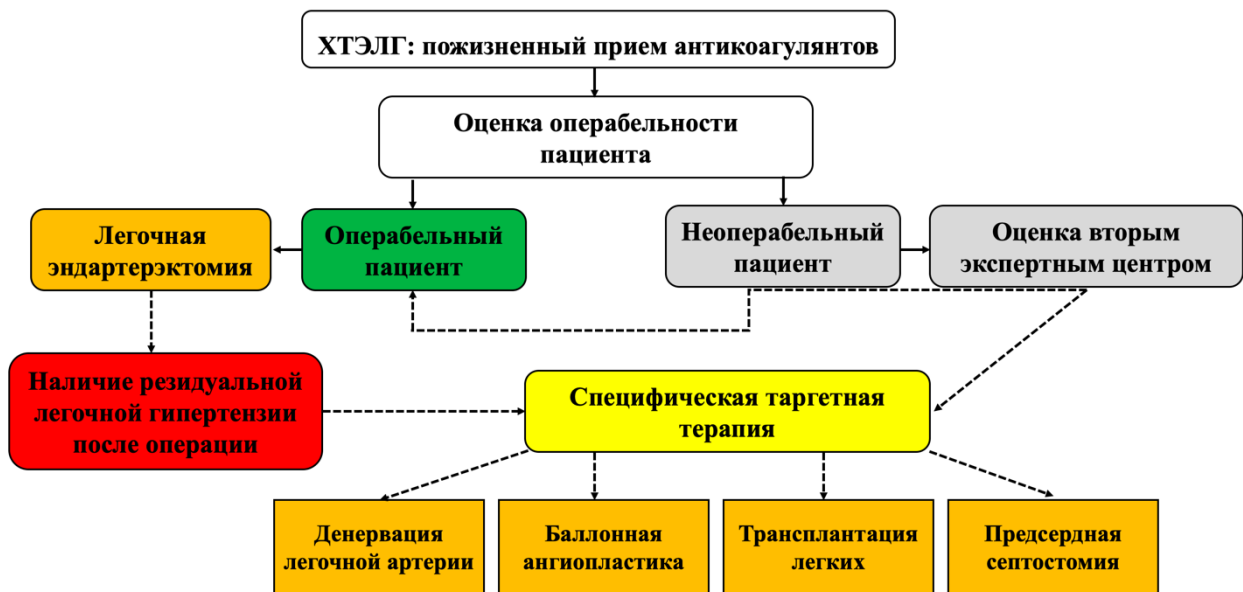 ХТЭЛГ: пожизненный прием антикоагулянтов
Оценка операбельности
пациента
Легочная
эндартерэктомия
Операбельный
пациент
Неоперабельный
пациент
Оценка вторым
экспертным центром
Наличие резидуальной
легочной гипертензии
после операции
Специфическая таргетная
терапия
Денервация
легочной артерии
Баллонная
ангиопластика
Трансплантация
легких
Предсердная
септостомия